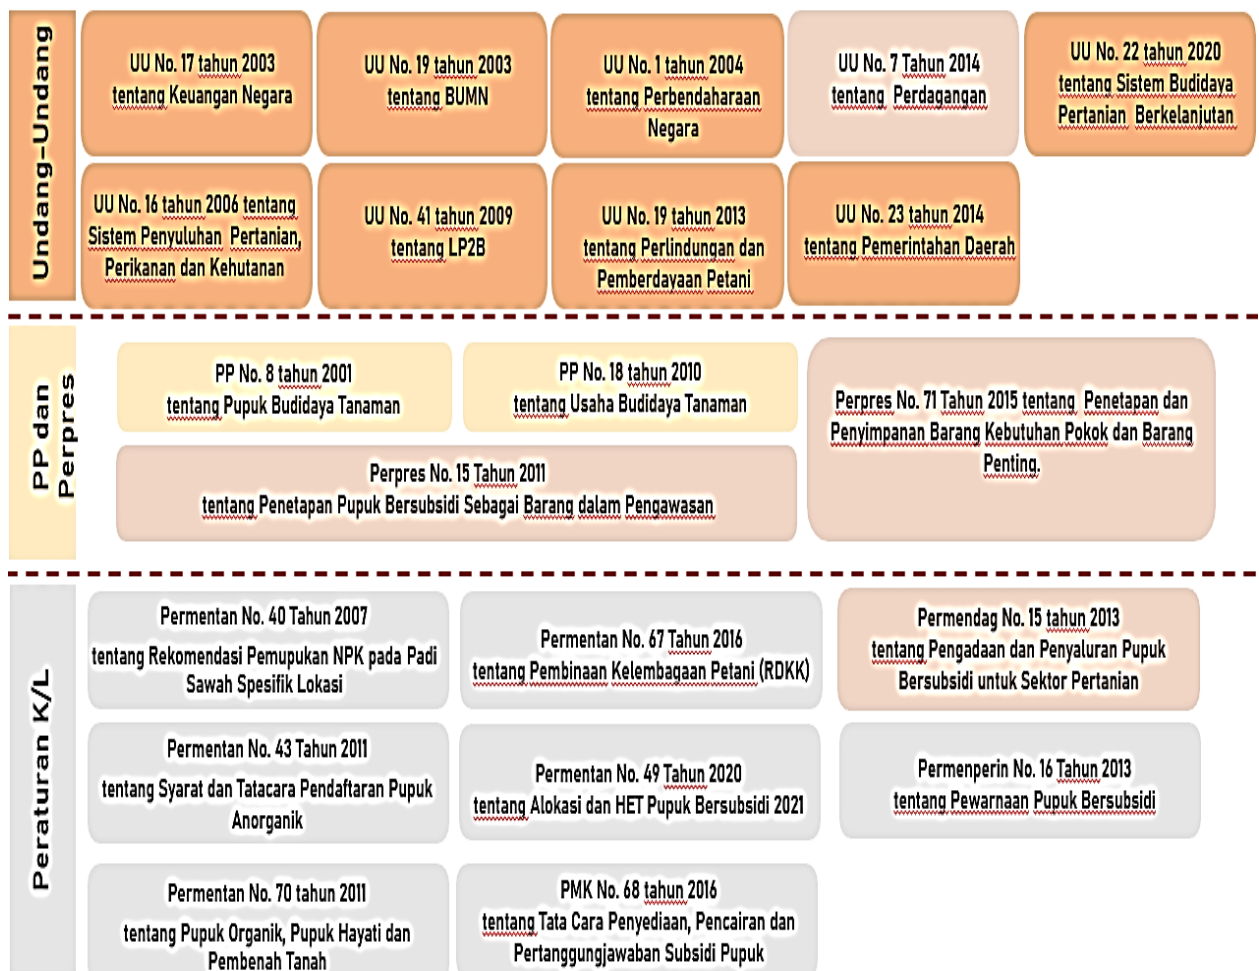 Undang-Undang
UU No. 17 tahun 2003
tentang Keuangan Negara
UU No. 19 tahun 2003
tentang BUMN
UU No. 1 tahun 2004
tentang Perbendaharaan
Negara
UU No. 7 Tahun 2014
tentang Perdagangan
UU No. 22 tahun 2020
tentang Sistem Budidaya
Pertanian Berkelanjutan
UU No. 16 tahun 2006 tentang
Sistem Penyuluhan Pertanian,
Perikanan dan Kehutanan
UU No. 41 tahun 2009
tentang LP2B
UU No. 19 tahun 2013
tentang Perlindungan dan
Pemberdayaan Petani
UU No. 23 tahun 2014
tentang Pemerintahan Daerah
PP dan
Perpres
PP No. 8 tahun 2001
tentang Pupuk Budidaya Tanaman
PP No. 18 tahun 2010
tentang Usaha Budidaya Tanaman
Perpres No. 71 Tahun 2015 tentang Penetapan dan
Penyimpanan Barang Kebutuhan Pokok dan Barang
Penting.
Perpres No. 15 Tahun 2011
tentang Penetapan Pupuk Bersubsidi Sebagai Barang dalam Pengawasan
Peraturan K/L
Permentan No. 40 Tahun 2007
tentang Rekomendasi Pemupukan NPK pada Padi
Sawah Spesifik Lokasi
Permentan No. 67 Tahun 2016
tentang Pembinaan Kelembagaan Petani (RDKK)
Permendag No. 15 tahun 2013
tentang Pengadaan dan Penyaluran Pupuk
Bersubsidi untuk Sektor Pertanian
Permentan No. 43 Tahun 2011
tentang Syarat dan Tatacara Pendaftaran Pupuk
Anorganik
Permentan No. 49 Tahun 2020
tentang Alokasi dan HET Pupuk Bersubsidi 2021
Permenperin No. 16 Tahun 2013
tentang Pewarnaan Pupuk Bersubsidi
Permentan No. 70 tahun 2011
tentang Pupuk Organik, Pupuk Hayati dan
Pembenah Tanah
PMK No. 68 tahun 2016
tentang Tata Cara Penyediaan, Pencairan dan
Pertanggungjawaban Subsidi Pupuk